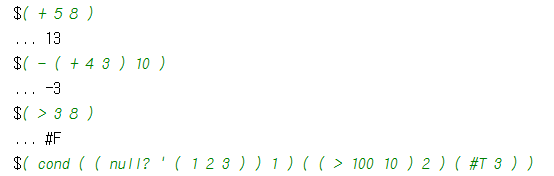 $( + 5 8 )
... 13
$( - ( + 4 3 ) 10 )
... -3
$( > 3 8 )
... #F
$( cond ( ( null? ' ( 1 2 3 ) ) 1 ) ( ( > 100 10 ) 2 ) ( #T 3 ) )